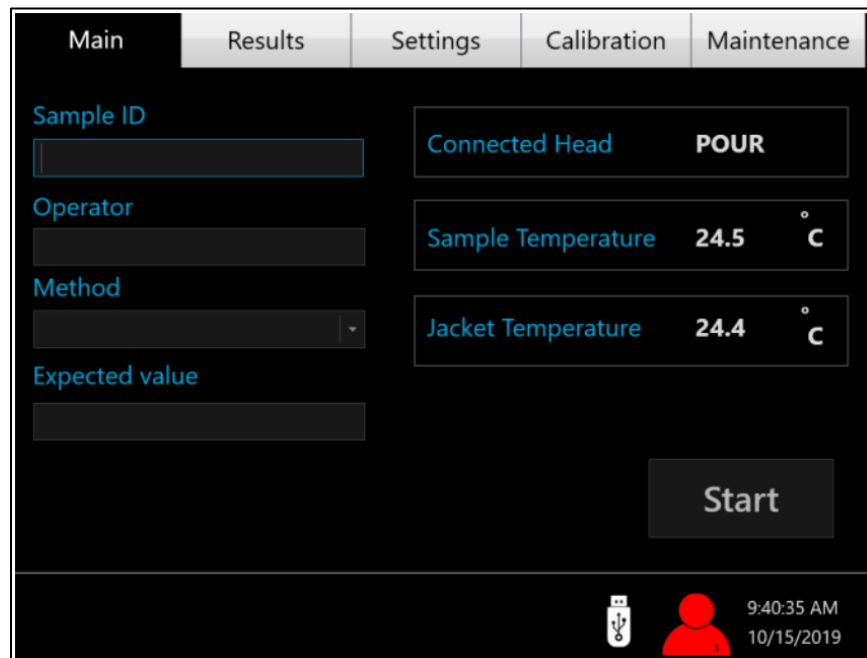 Main Results Settings Calibration Maintenance
Sample ID
Operator
Method
Expected value
Connected Head POUR
Sample Temperature 24.5 °C
Jacket Temperature 24.4 °C
Start
3
9:40:35 AM
10/15/2019